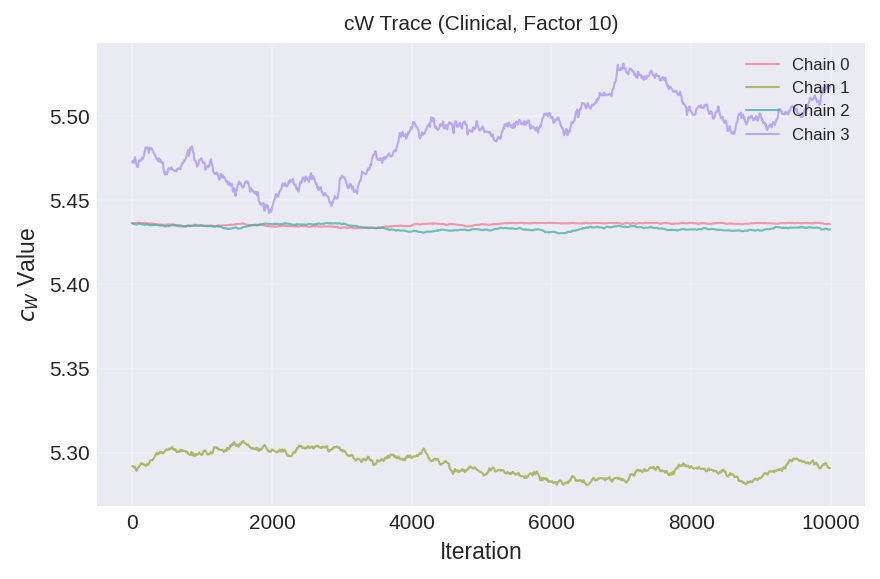 cW Trace (Clinical, Factor 10)
Chain 0
Chain 1
Chain 2
Chain 3
5.50
5.45
5.40
5.35
5.30
c_W Value
0
2000
4000
6000
8000
10000
Iteration